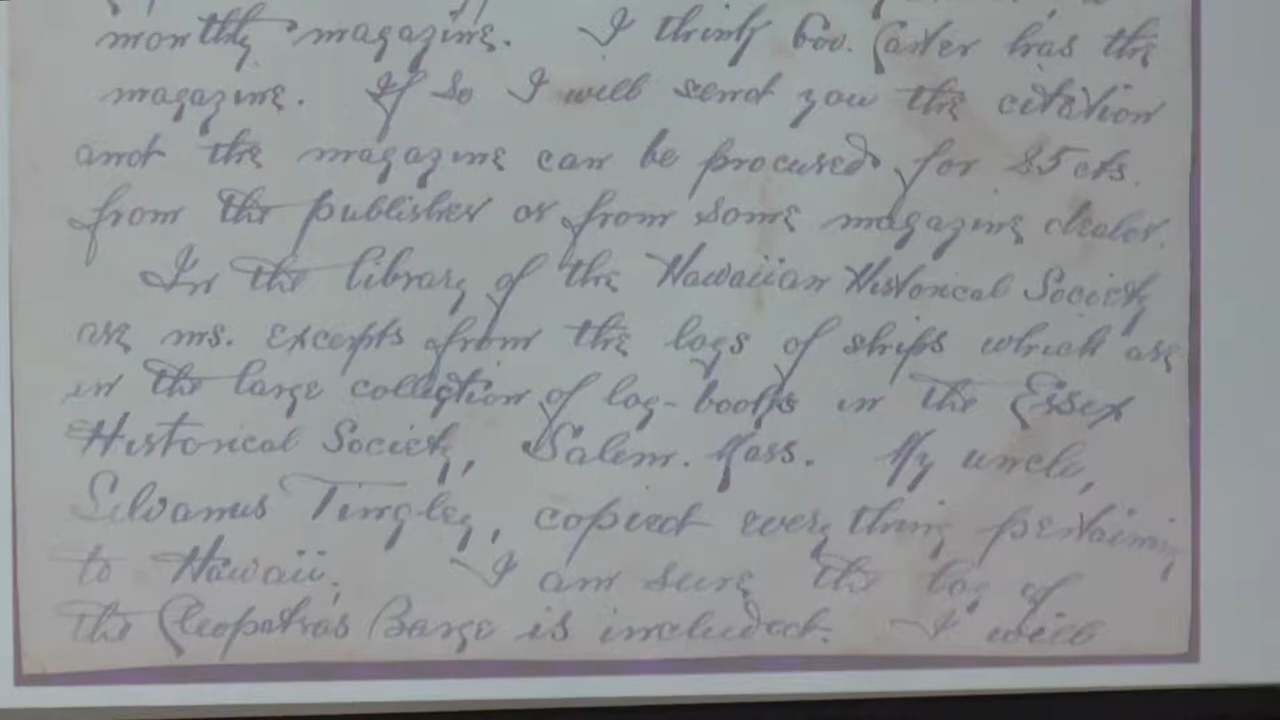 monthly magazine. I think Gov. Carter has the
magazine. If so I will send you the citation
and the magazine can be procured for 85 cts.
from the publisher or from some magazine dealer.
In the library of the Hawaiian Historical Society
are ms. excerpts from the logs of ships which are
in the large collection of log-books in the Essex
Historical Society, Salem. Mass. My uncle,
Silvanus Tingley, copied every thing pertaining
to Hawaii. I am sure the log of
the Cleopatras Barge is included. I will